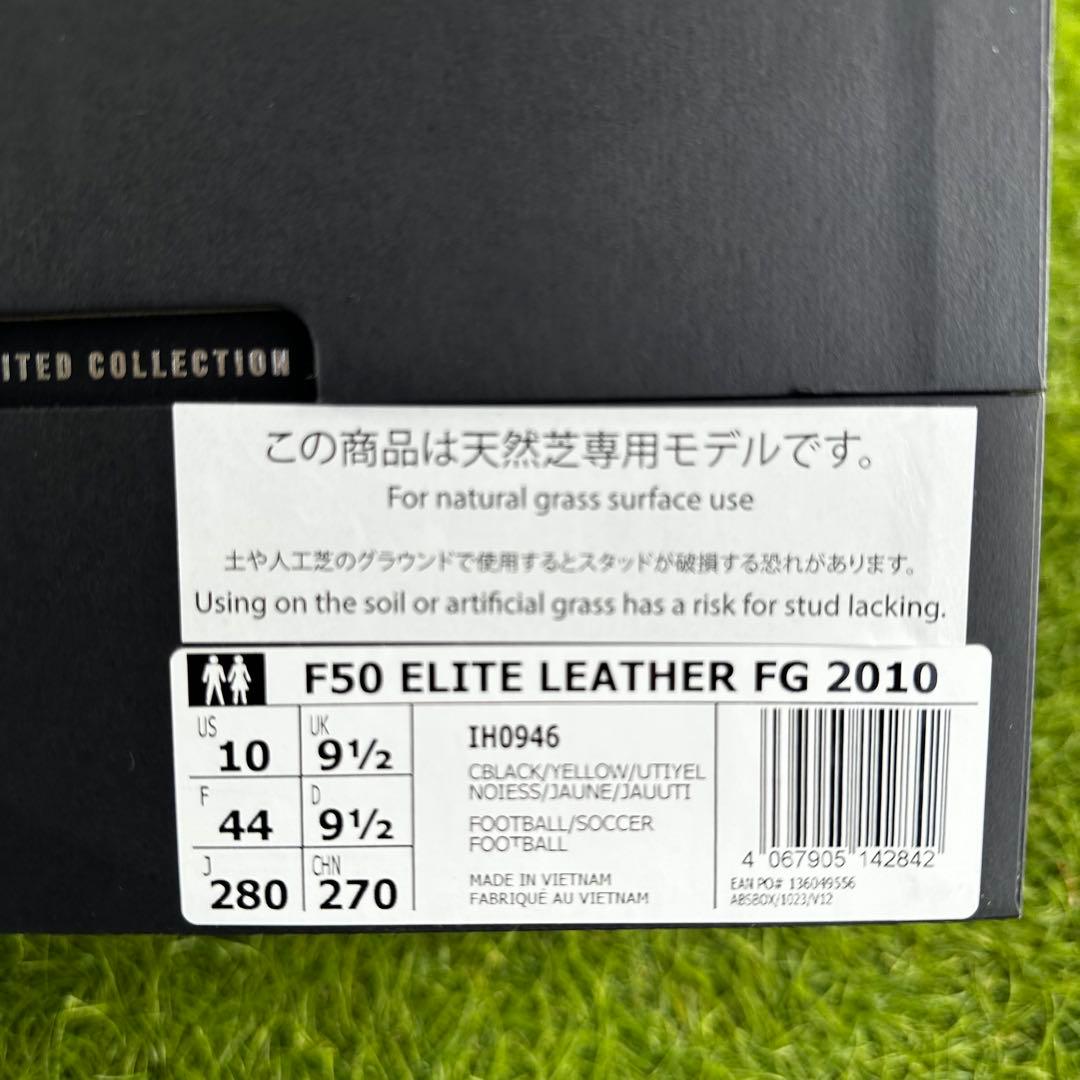 ITED COLLECTION
この商品は天然芝専用モデルです。
For natural grass surface use
土や人工芝のグラウンドで使用するとスタッドが破損する恐れがあります。
Using on the soil or artificial grass has a risk for stud lacking.
F50 ELITE LEATHER FG 2010
US 10 UK 9½
F 44 D 9½
J 280 CHN 270
IH0946
CBLACK/YELLOW/UTIYEL
NOIESS/JAUNE/JAUUTI
FOOTBALL/SOCCER
FOOTBALL
MADE IN VIETNAM
FABRIQUÉ AU VIETNAM
4 067905 142842
EAN PO# 136049556
ABSBOX/1023/V12